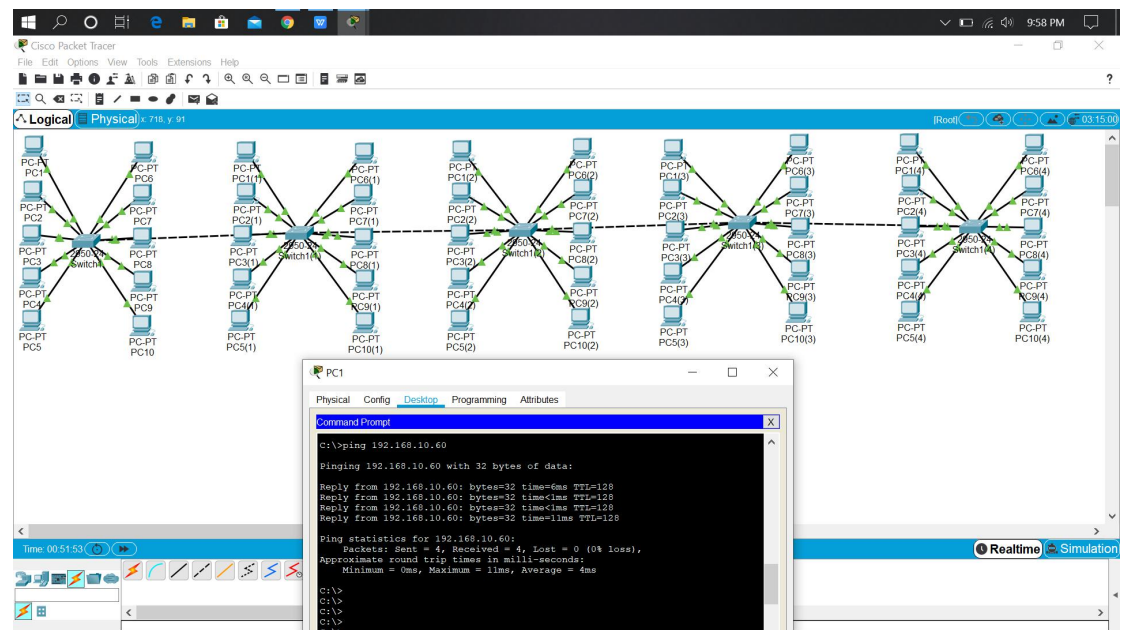 9:58 PM
Cisco Packet Tracer
File Edit Options View Tools Extensions Help
?
Logical Physical x: 718, y: 91 [Root] 03:15:00
PC-PT PC1
PC-PT PC6
PC-PT PC1(1)
PC-PT PC6(1)
PC-PT PC1(2)
PC-PT PC6(2)
PC-PT PC1(3)
PC-PT PC6(3)
PC-PT PC1(4)
PC-PT PC6(4)
PC-PT PC2
PC-PT PC7
PC-PT PC2(1)
PC-PT PC7(1)
PC-PT PC2(2)
PC-PT PC7(2)
PC-PT PC2(3)
PC-PT PC7(3)
PC-PT PC2(4)
PC-PT PC7(4)
PC-PT PC3
2950-24
PC-PT PC8
PC-PT PC3(1)
2950-24
PC-PT PC8(1)
PC-PT PC3(2)
2950-24 Switch1(2)
PC-PT PC8(2)
PC-PT PC3(3)
2950-24 Switch1(3)
PC-PT PC8(3)
PC-PT PC3(4)
2950-24 Switch1(4)
PC-PT PC8(4)
PC-PT PC4
PC-PT PC9
PC-PT PC4(1)
PC-PT PC9(1)
PC-PT PC4(2)
PC-PT PC9(2)
PC-PT PC4(3)
PC-PT PC9(3)
PC-PT PC4(4)
PC-PT PC9(4)
PC-PT PC5
PC-PT PC10
PC-PT PC5(1)
PC-PT PC10(1)
PC-PT PC5(2)
PC-PT PC10(2)
PC-PT PC5(3)
PC-PT PC10(3)
PC-PT PC5(4)
PC-PT PC10(4)
PC1
Physical Config Desktop Programming Attributes
Command Prompt X
C:\>ping 192.168.10.60
Pinging 192.168.10.60 with 32 bytes of data:
Reply from 192.168.10.60: bytes=32 time=6ms TTL=128
Reply from 192.168.10.60: bytes=32 time<1ms TTL=128
Reply from 192.168.10.60: bytes=32 time<1ms TTL=128
Reply from 192.168.10.60: bytes=32 time=11ms TTL=128
Ping statistics for 192.168.10.60:
Packets: Sent = 4, Received = 4, Lost = 0 (0% loss),
Approximate round trip times in milli-seconds:
Minimum = 0ms, Maximum = 11ms, Average = 4ms
C:\>
C:\>
C:\>
C:\>
Time: 00:51:53 Realtime Simulation